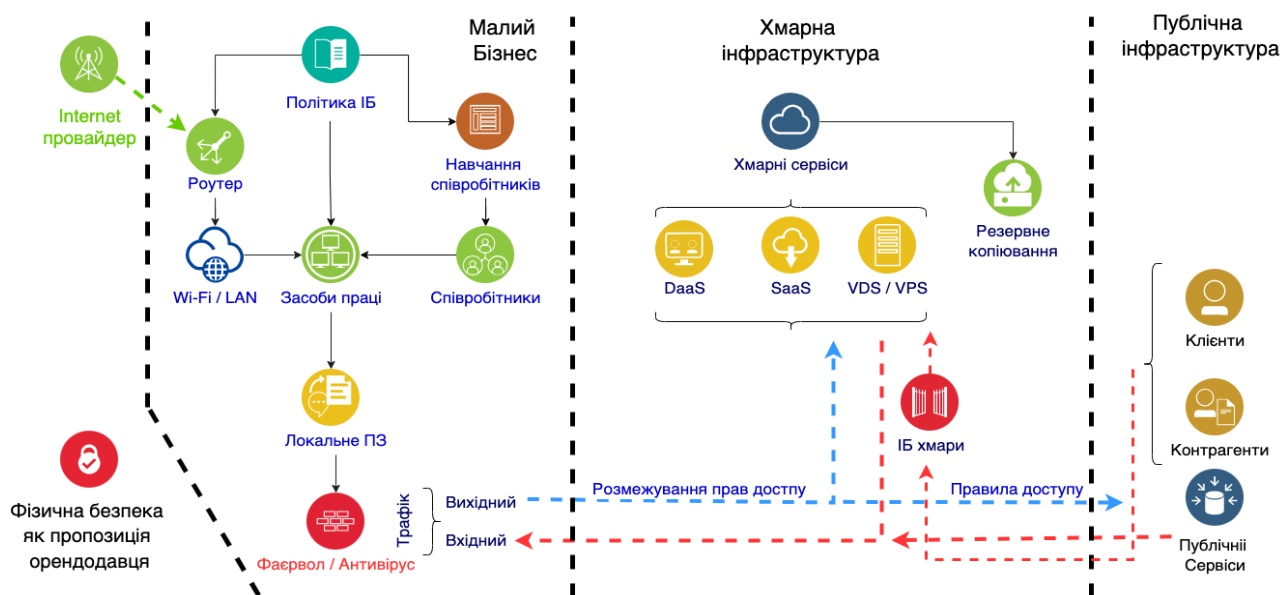 Малий
Бізнес
Хмарна
інфраструктура
Публічна
інфраструктура
Internet
провайдер
Політика ІБ
Роутер
Навчання
співробітників
Wi-Fi / LAN
Засоби праці
Співробітники
Локальне ПЗ
Фаєрвол / Антивірус
Трафік
Вихідний
Вхідний
Фізична безпека
як пропозиція
орендодавця
Хмарні сервіси
Резервне
копіювання
DaaS
SaaS
VDS / VPS
ІБ хмари
Розмежування прав достпу
Правила доступу
Клієнти
Контрагенти
Публічніі
Сервіси